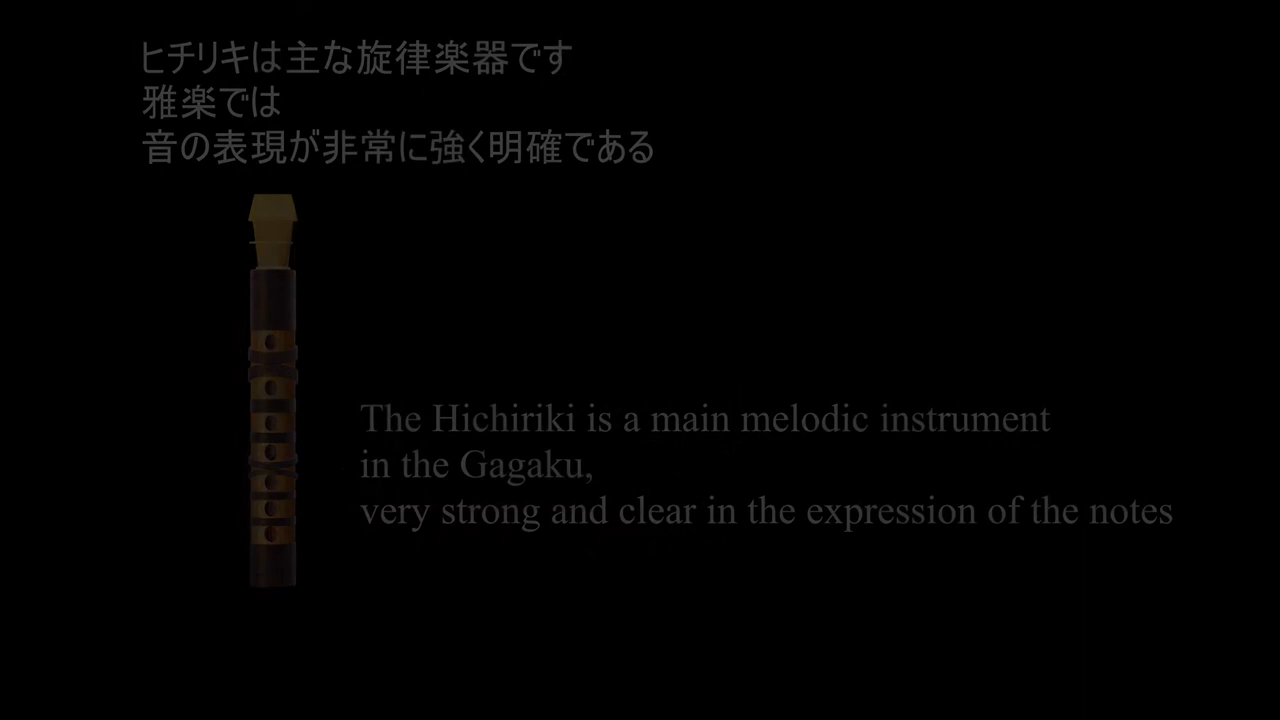 ヒチリキは主な旋律楽器です
雅楽では
音の表現が非常に強く明確である
The Hichiriki is a main melodic instrument
in the Gagaku,
very strong and clear in the expression of the notes